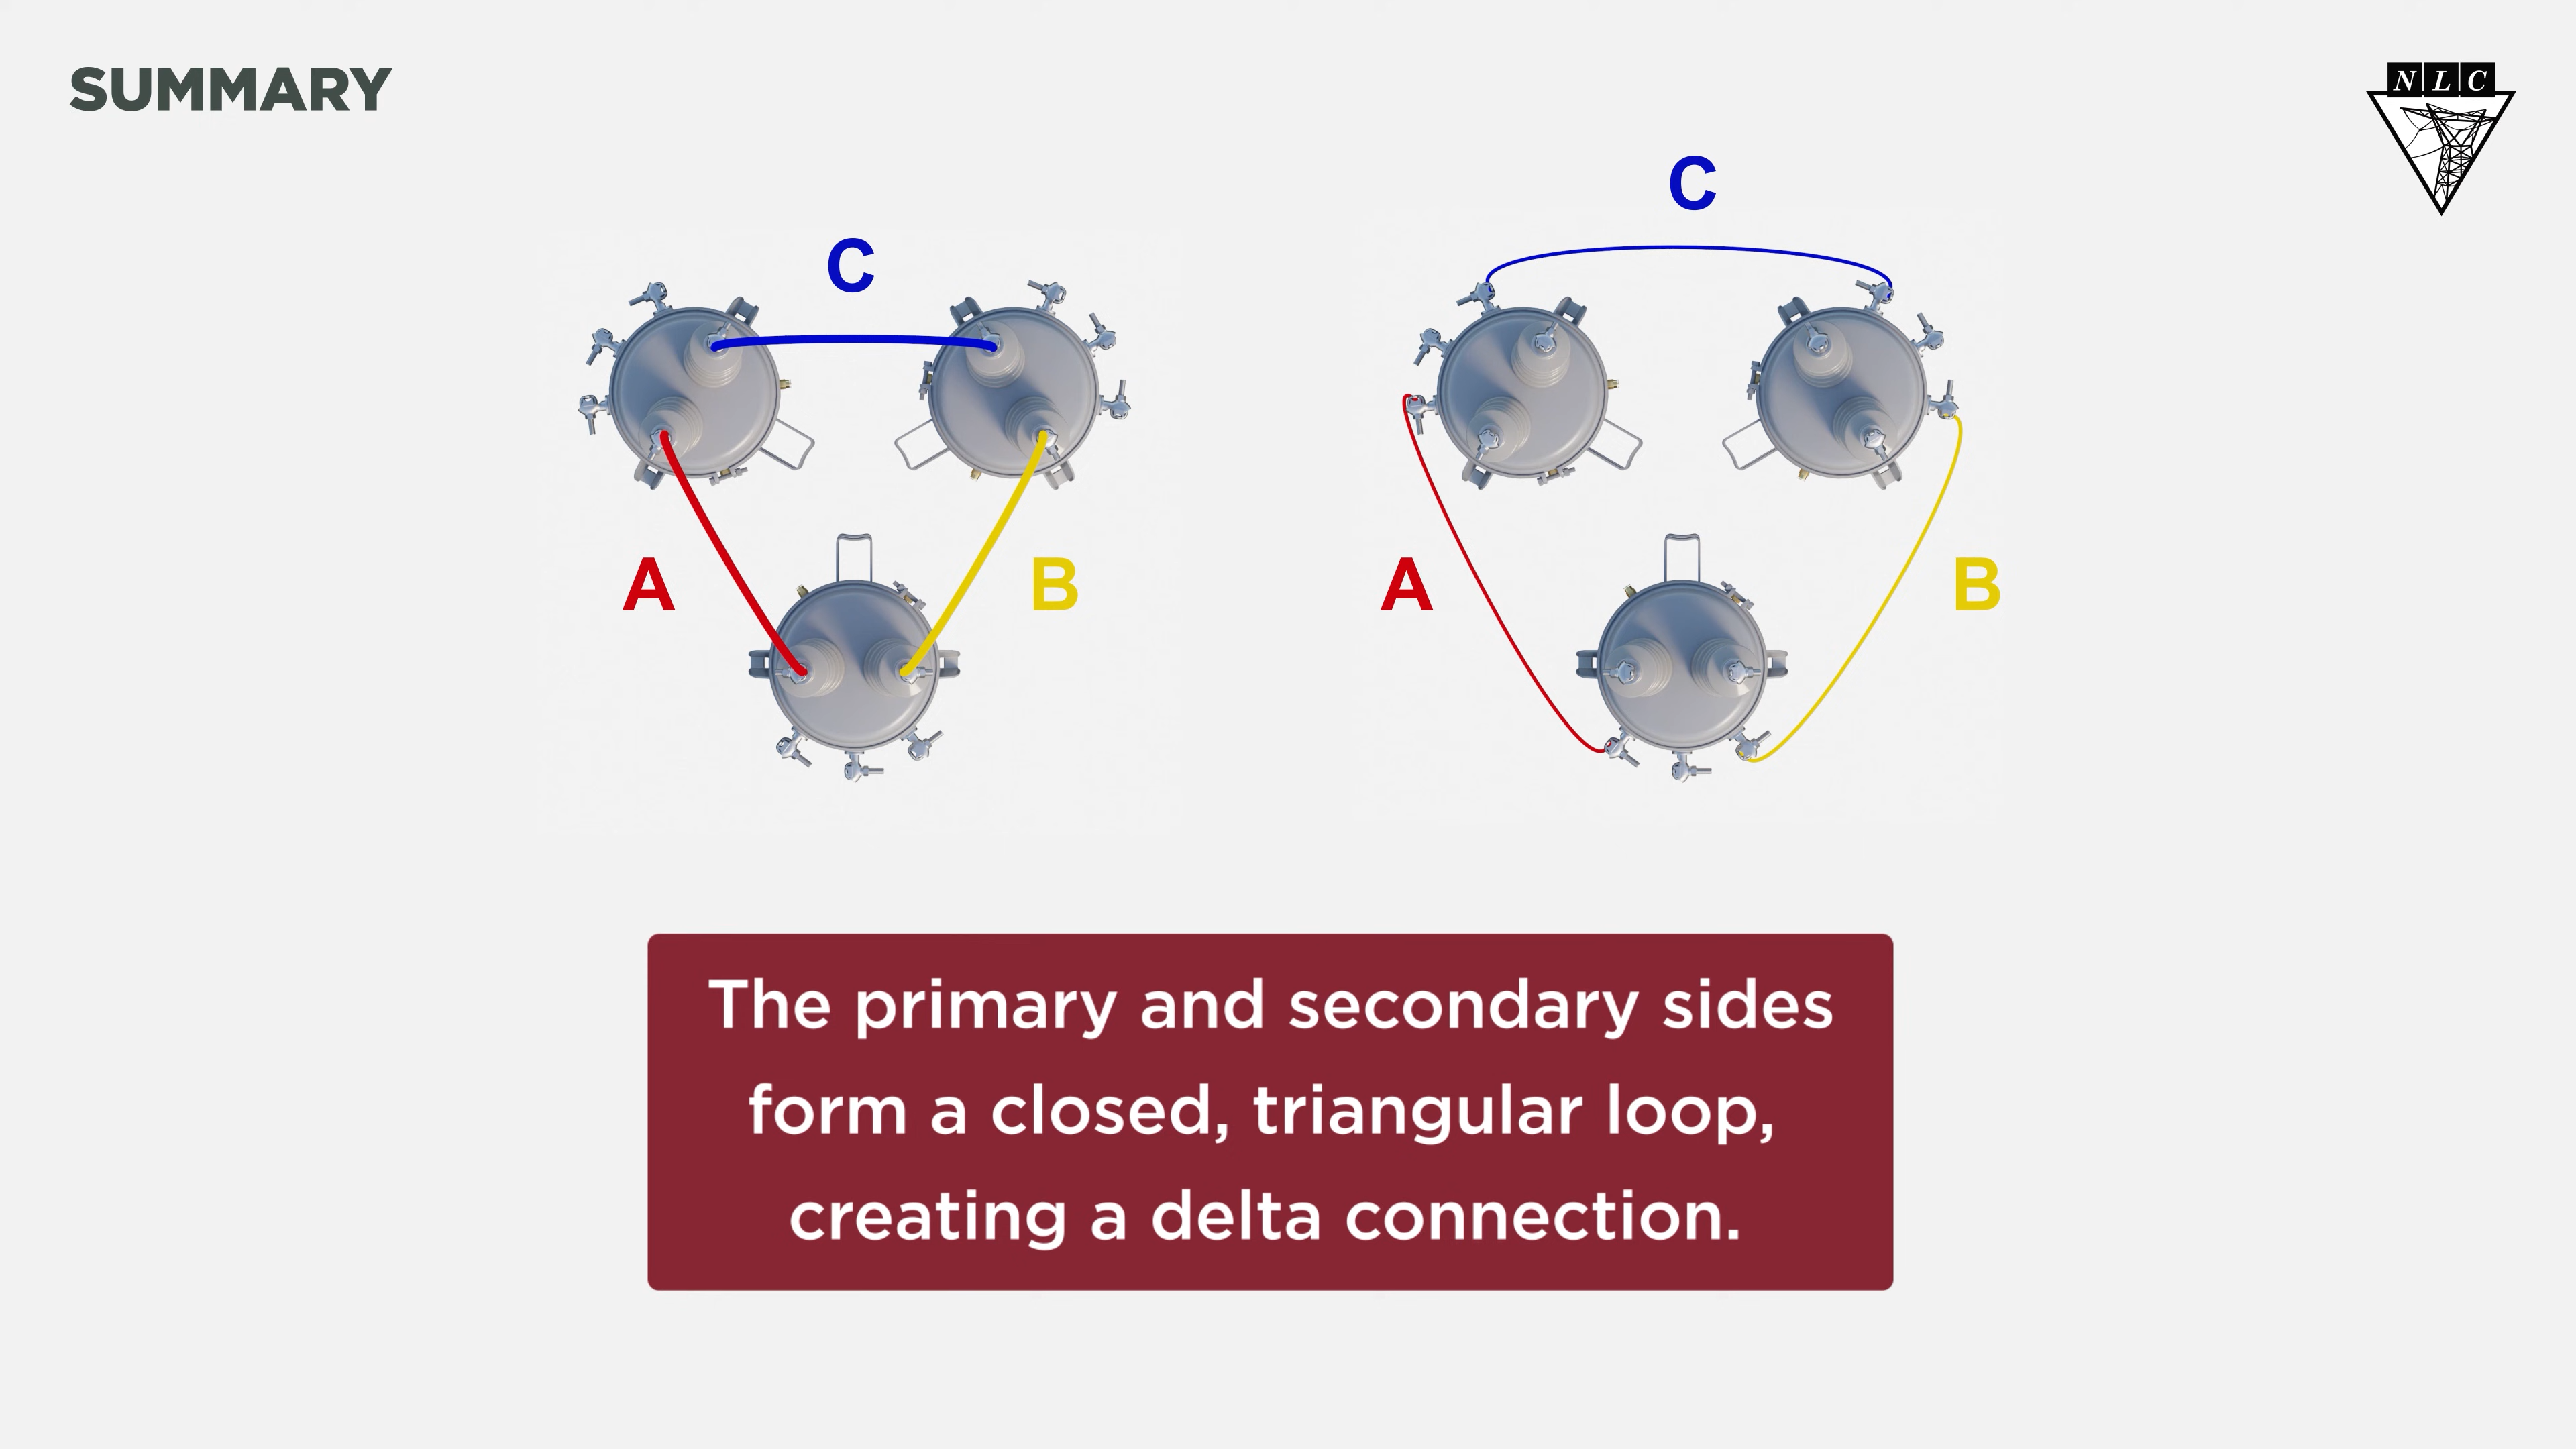 SUMMARY
N L C
C
C
A
B
A
B
The primary and secondary sides
form a closed, triangular loop,
creating a delta connection.